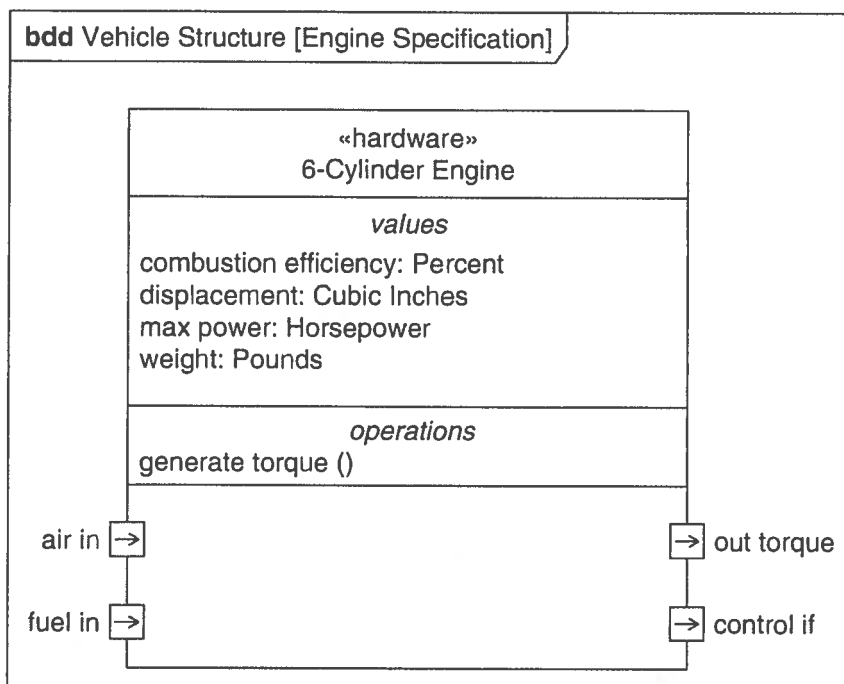 bdd Vehicle Structure [Engine Specification]
«hardware»
6-Cylinder Engine
values
combustion efficiency: Percent
displacement: Cubic Inches
max power: Horsepower
weight: Pounds
operations
generate torque ()
air in
out torque
fuel in
control if